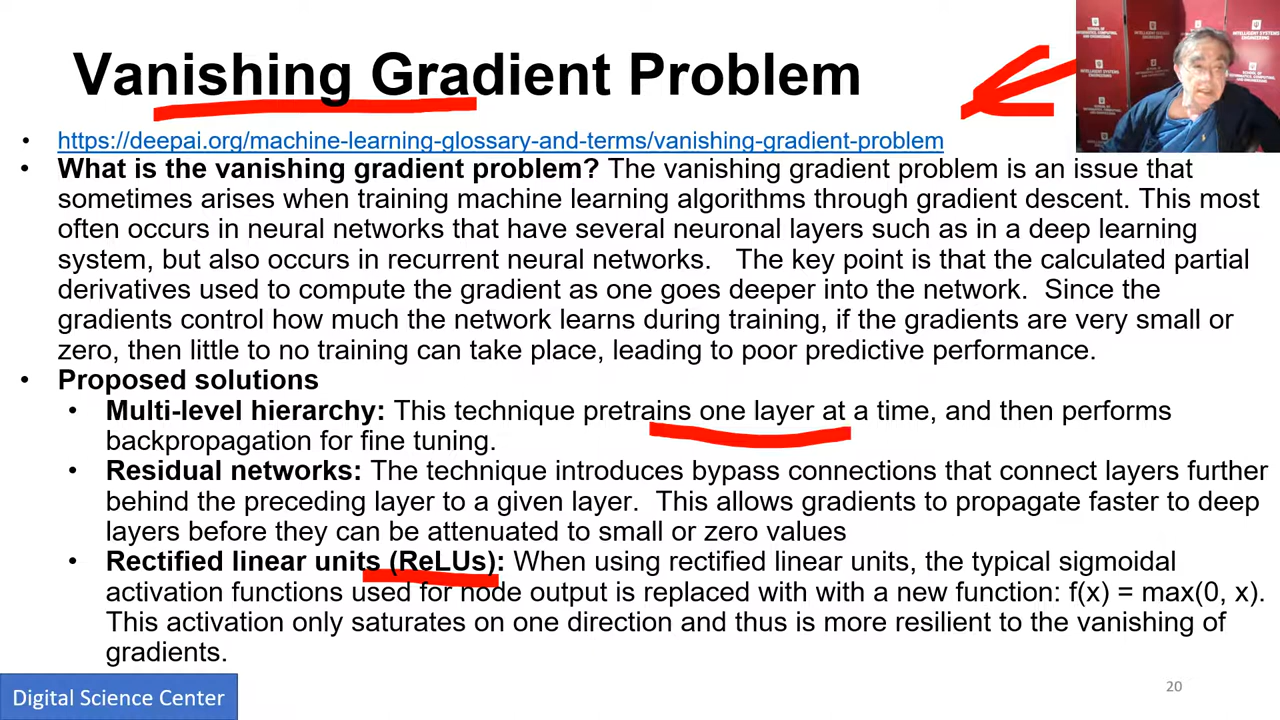 Vanishing Gradient Problem
• https://deepai.org/machine-learning-glossary-and-terms/vanishing-gradient-problem
• What is the vanishing gradient problem? The vanishing gradient problem is an issue that
sometimes arises when training machine learning algorithms through gradient descent. This most
often occurs in neural networks that have several neuronal layers such as in a deep learning
system, but also occurs in recurrent neural networks. The key point is that the calculated partial
derivatives used to compute the gradient as one goes deeper into the network. Since the
gradients control how much the network learns during training, if the gradients are very small or
zero, then little to no training can take place, leading to poor predictive performance.
• Proposed solutions
• Multi-level hierarchy: This technique pretrains one layer at a time, and then performs
backpropagation for fine tuning.
• Residual networks: The technique introduces bypass connections that connect layers further
behind the preceding layer to a given layer. This allows gradients to propagate faster to deep
layers before they can be attenuated to small or zero values
• Rectified linear units (ReLUs): When using rectified linear units, the typical sigmoidal
activation functions used for node output is replaced with with a new function: f(x) = max(0, x).
This activation only saturates on one direction and thus is more resilient to the vanishing of
gradients.
Digital Science Center
20